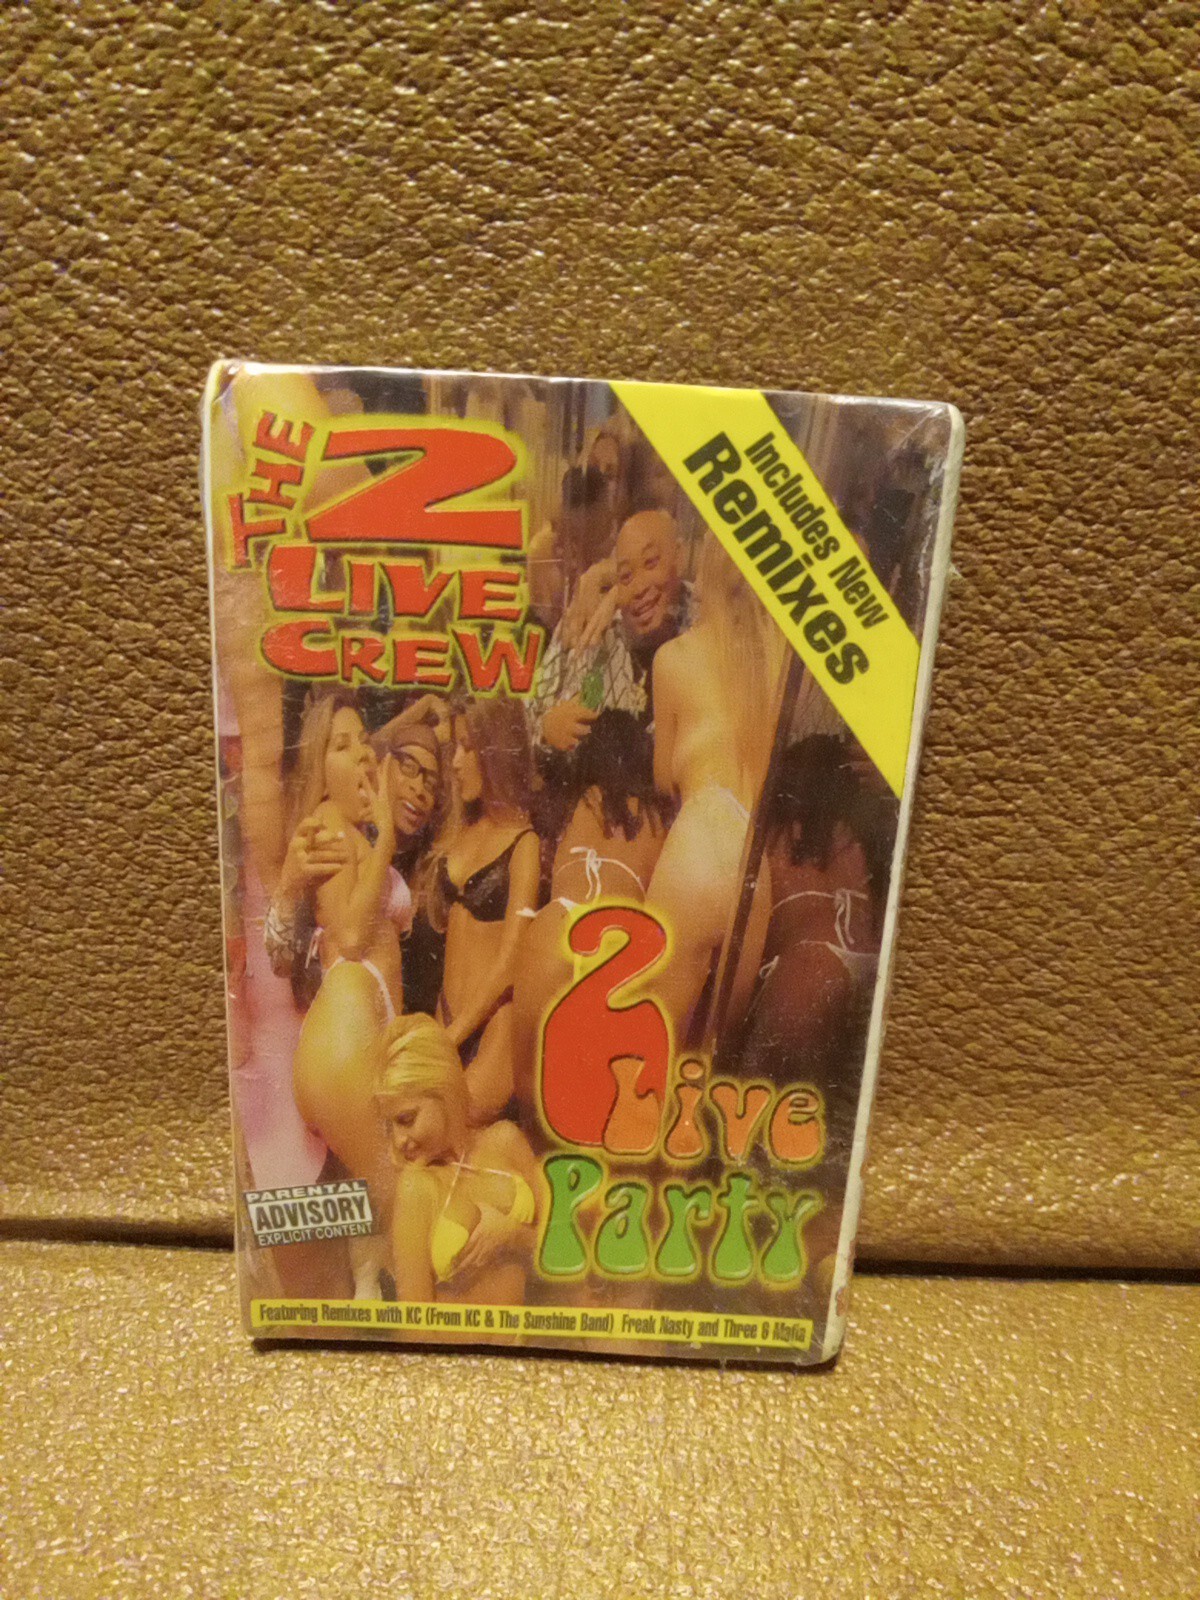 THE
2
LIVE
CREW
Includes New
Remixes
2
Live
Party
PARENTAL
ADVISORY
EXPLICIT CONTENT
Featuring Remixes with KC (From KC & The Sunshine Band) Freak Nasty and Three 6 Mafia